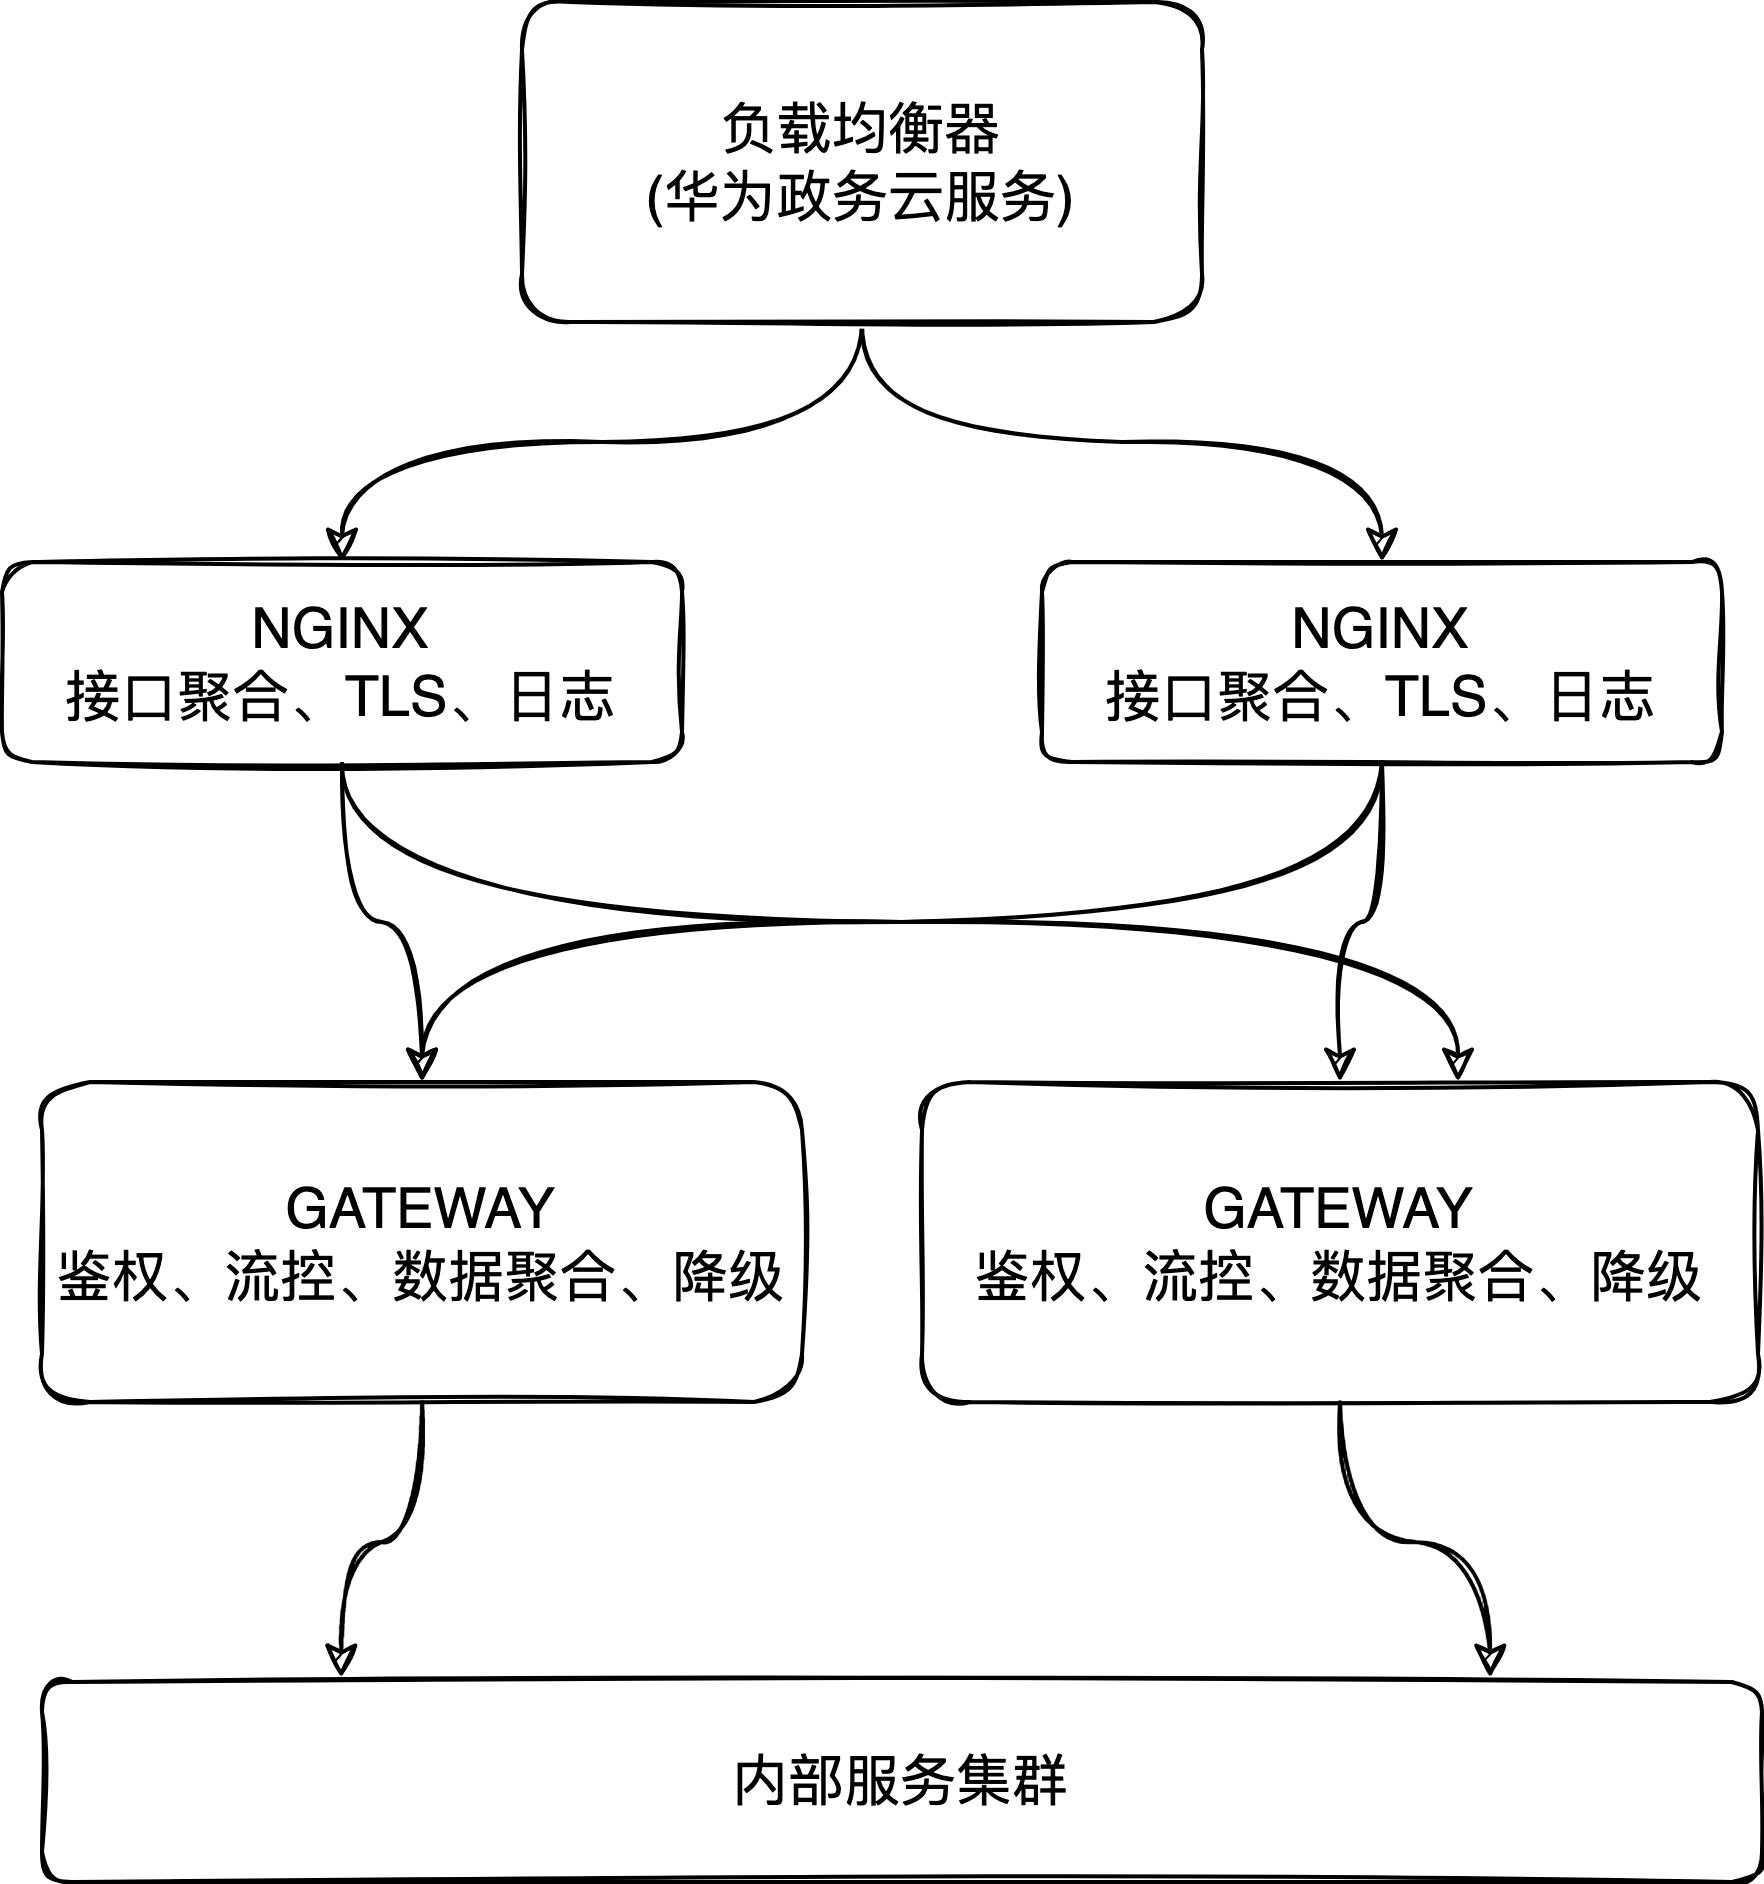 负载均衡器
(华为政务云服务)
NGINX
接口聚合、TLS、日志
NGINX
接口聚合、TLS、日志
GATEWAY
鉴权、流控、数据聚合、降级
GATEWAY
鉴权、流控、数据聚合、降级
内部服务集群